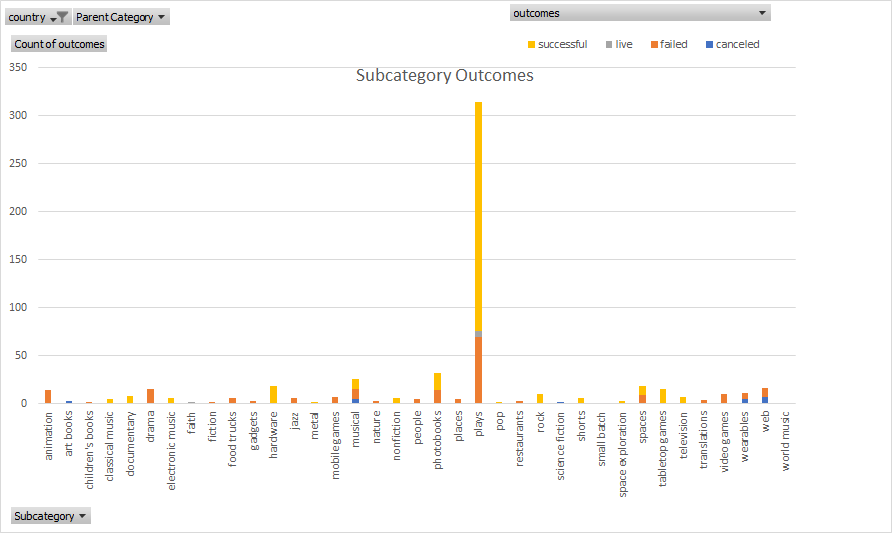 country Parent Category
outcomes
Count of outcomes
successful live failed canceled
Subcategory Outcomes
350
300
250
200
150
100
50
0
animation
art books
children's books
classical music
documentary
drama
electronic music
faith
fiction
food trucks
gadgets
hardware
jazz
metal
mobile games
musical
nature
nonfiction
people
photobooks
places
plays
pop
restaurants
rock
science fiction
shorts
small batch
space exploration
spaces
tabletop games
television
translations
video games
wearables
web
world music
Subcategory